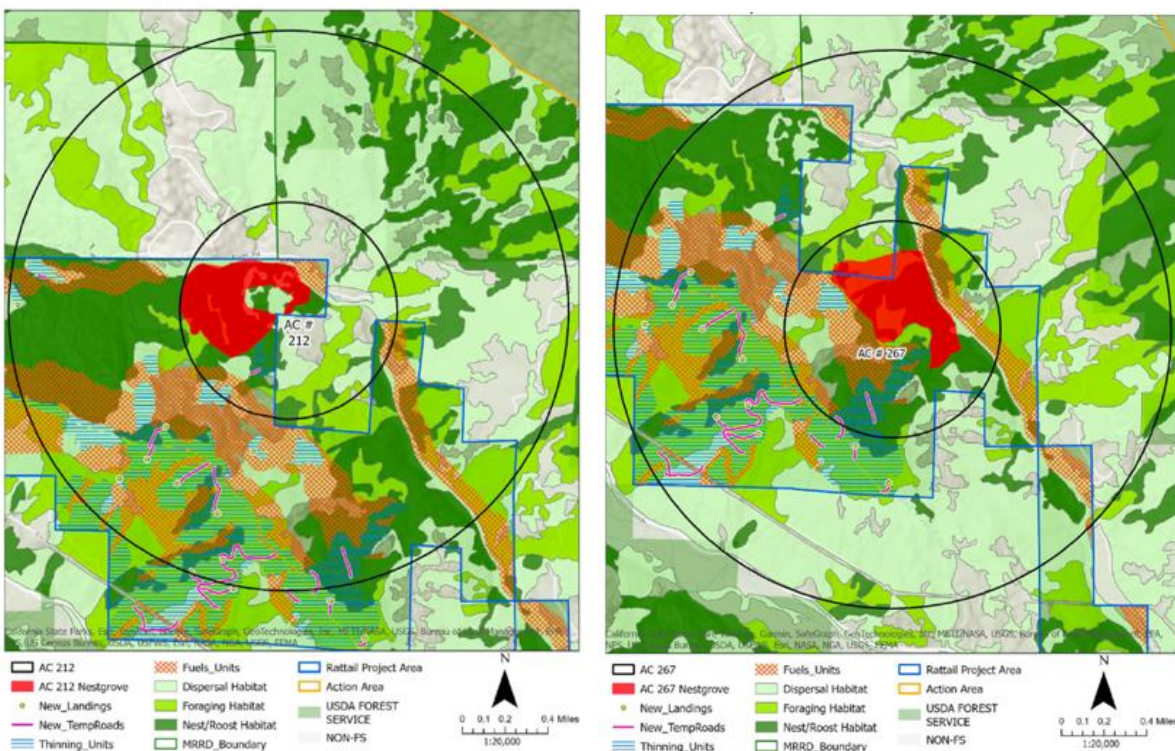 AC #
212
AC # 267
AC 212
AC 212 Nestgrove
New_Landings
New_TempRoads
Thinning_Units
Fuels_Units
Dispersal Habitat
Foraging Habitat
Nest/Roost Habitat
MRRD_Boundary
Rattail Project Area
Action Area
USDA FOREST
SERVICE
NON-FS
N
0 0.1 0.2 0.4 Miles
1:20,000
AC 267
AC 267 Nestgrove
New_Landings
New_TempRoads
Thinning_Units
Fuels_Units
Dispersal Habitat
Foraging Habitat
Nest/Roost Habitat
MRRD_Boundary
Rattail Project Area
Action Area
USDA FOREST
SERVICE
NON-FS
N
0 0.1 0.2 0.4 Miles
1:20,000